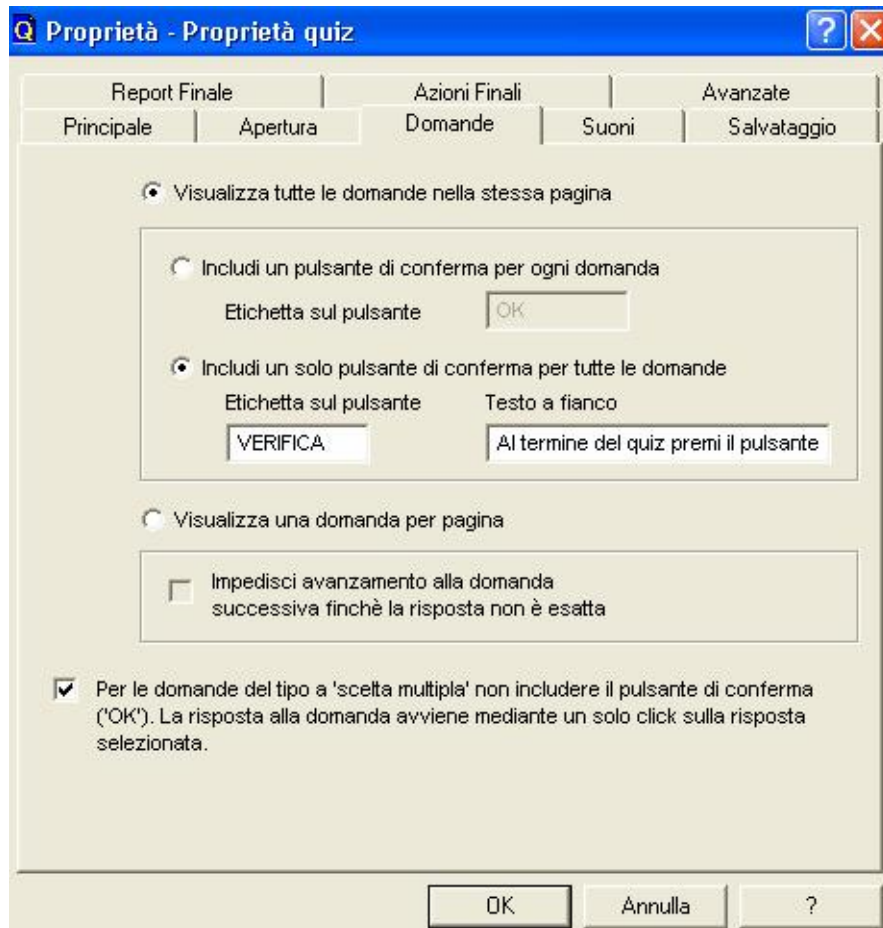 Q Proprietà - Proprietà quiz ?
Report Finale Azioni Finali Avanzate
Principale Apertura Domande Suoni Salvataggio
Visualizza tutte le domande nella stessa pagina
Includi un pulsante di conferma per ogni domanda
Etichetta sul pulsante OK
Includi un solo pulsante di conferma per tutte le domande
Etichetta sul pulsante Testo a fianco
VERIFICA Al termine del quiz premi il pulsante
Visualizza una domanda per pagina
Impedisci avanzamento alla domanda
successiva finchè la risposta non è esatta
Per le domande del tipo a 'scelta multipla' non includere il pulsante di conferma
('OK'). La risposta alla domanda avviene mediante un solo click sulla risposta
selezionata.
OK Annulla ?